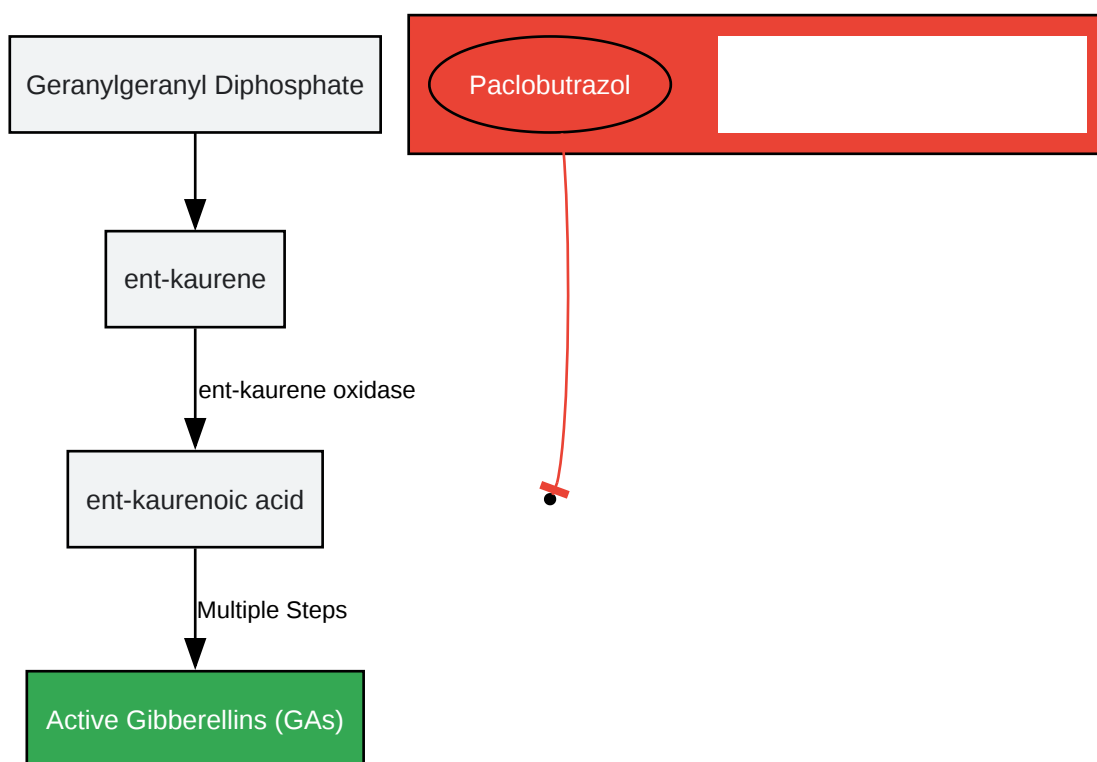 Geranylgeranyl Diphosphate
Paclobutrazol
ent-kaurene
ent-kaurene oxidase
ent-kaurenoic acid
Multiple Steps
Active Gibberellins (GAs)